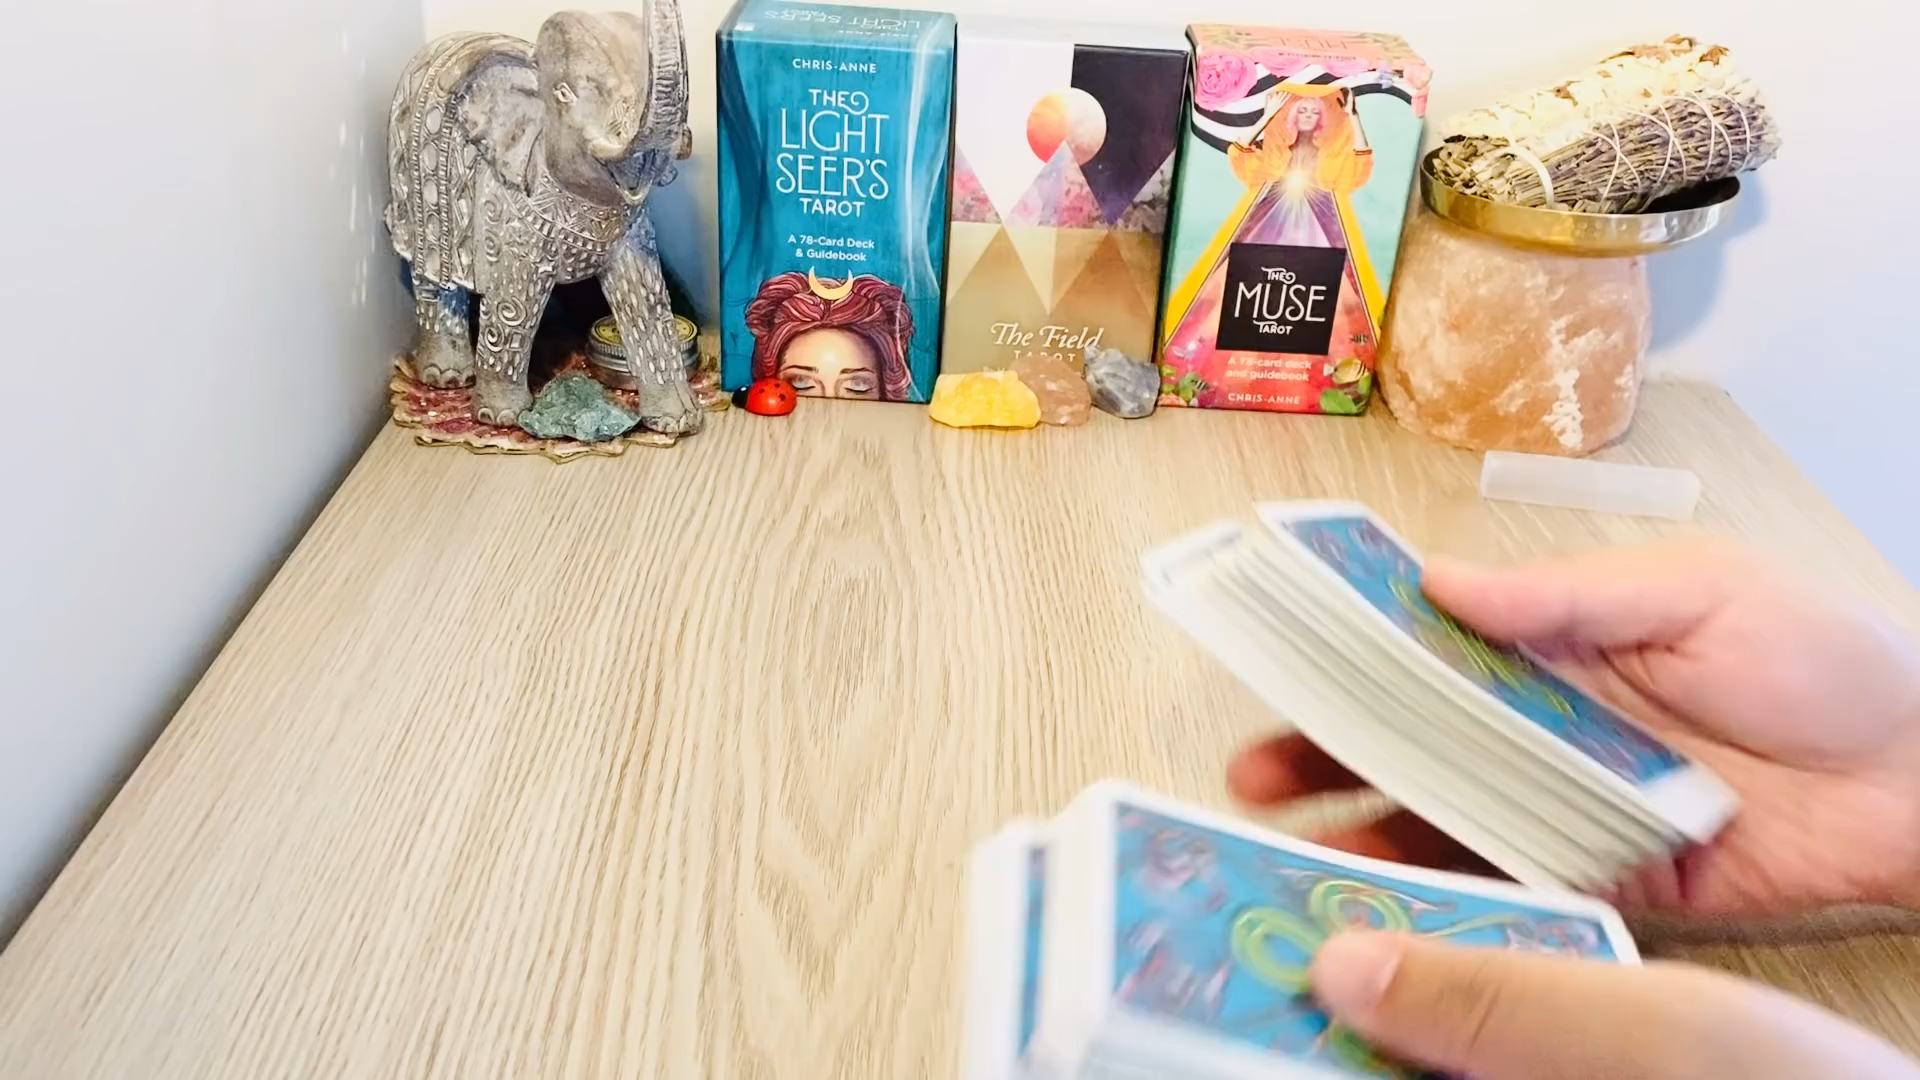 CHRIS-ANNE
THE
LIGHT
SEER'S
TAROT
A 78-Card Deck
& Guidebook
The Field
TAROT
THE
MUSE
TAROT
A 78-card deck
and guidebook
CHRIS-ANNE